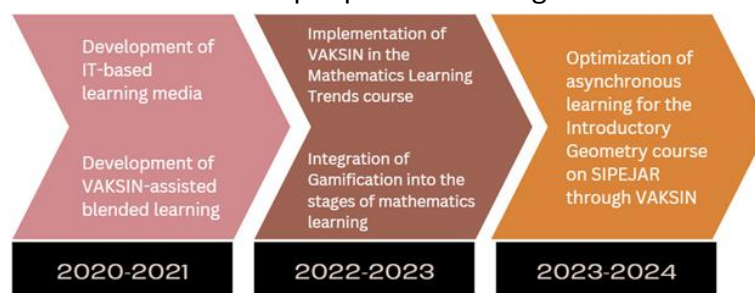 Development of
IT-based
learning media
Development of
VAKSIN-assisted
blended learning
2020-2021
Implementation of
VAKSIN in the
Mathematics Learning
Trends course
Integration of
Gamification into the
stages of mathematics
learning
2022-2023
Optimization of
asynchronous
learning for the
Introductory
Geometry course
on SIPEJAR
through VAKSIN
2023-2024